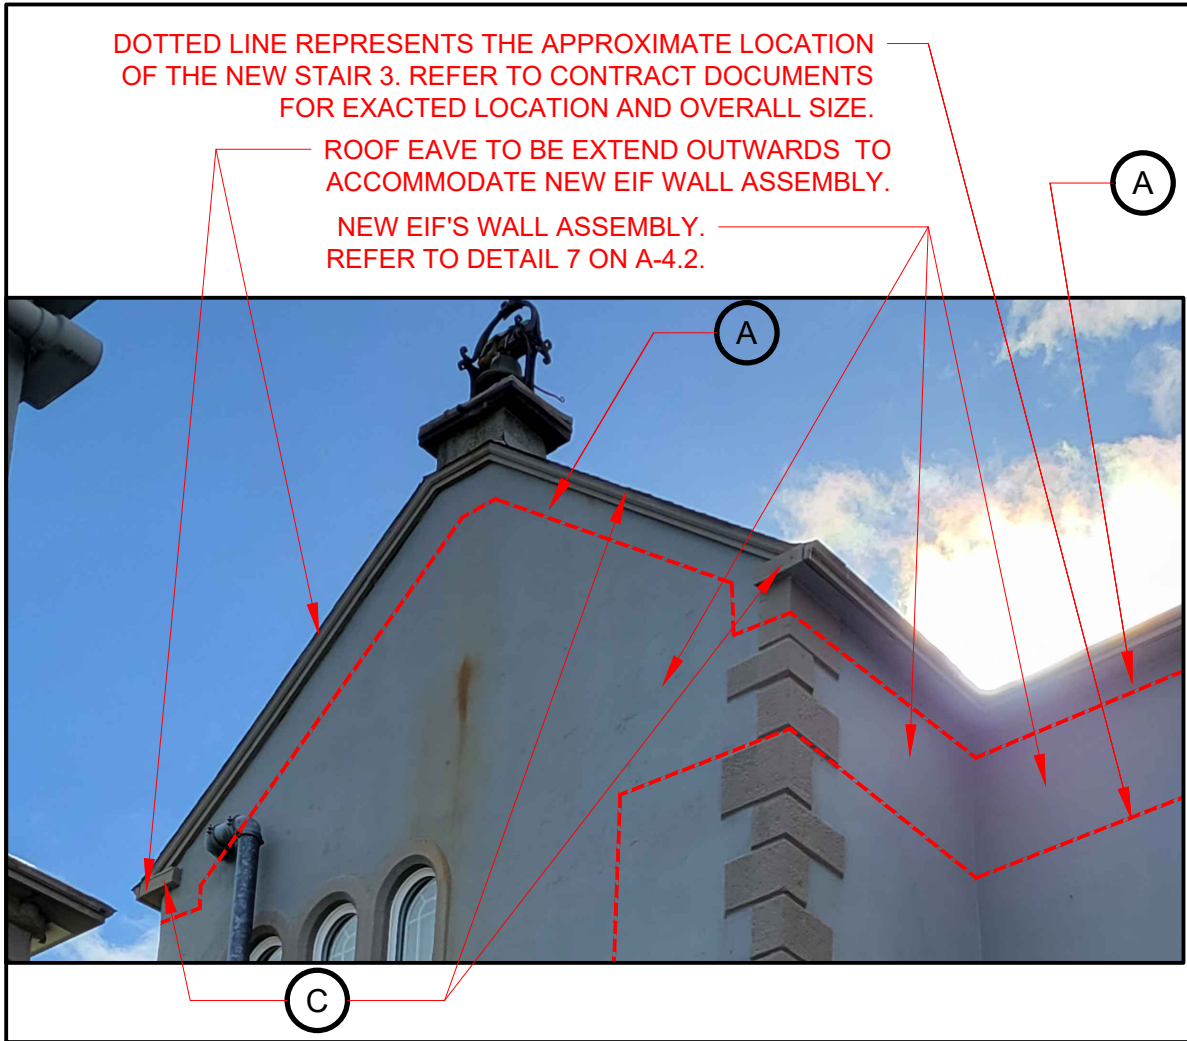 DOTTED LINE REPRESENTS THE APPROXIMATE LOCATION
OF THE NEW STAIR 3. REFER TO CONTRACT DOCUMENTS
FOR EXACTED LOCATION AND OVERALL SIZE.
ROOF EAVE TO BE EXTEND OUTWARDS TO
ACCOMMODATE NEW EIF WALL ASSEMBLY.
A
NEW EIF'S WALL ASSEMBLY.
REFER TO DETAIL 7 ON A-4.2.
A
C